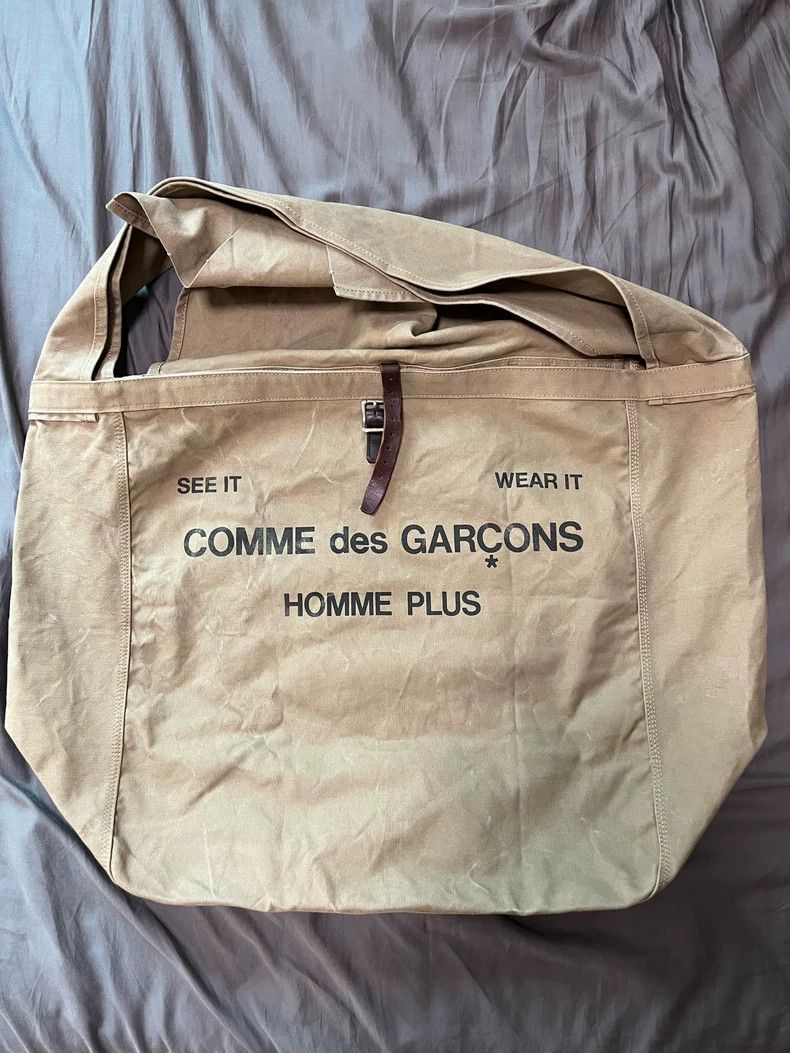 SEE IT WEAR IT
COMME des GARÇONS
*
HOMME PLUS